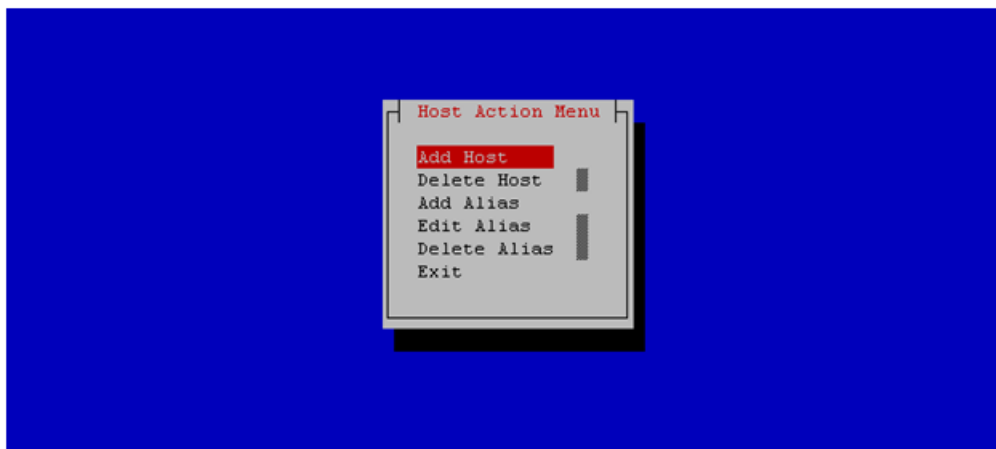 Host Action Menu
Add Host
Delete Host
Add Alias
Edit Alias
Delete Alias
Exit